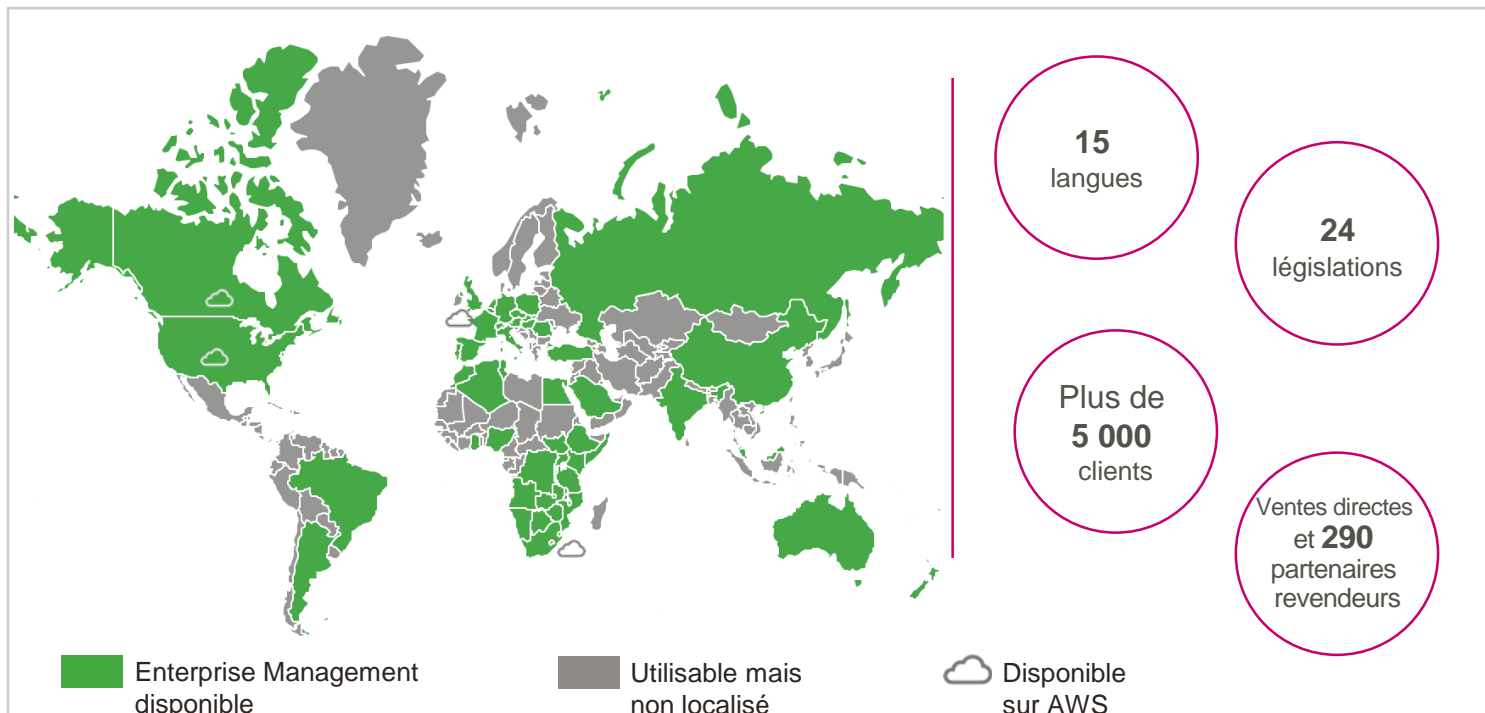 15
langues
24
législations
Plus de
5 000
clients
Ventes directes
et 290
partenaires
revendeurs
Enterprise Management
disponible
Utilisable mais
non localisé
Disponible
sur AWS